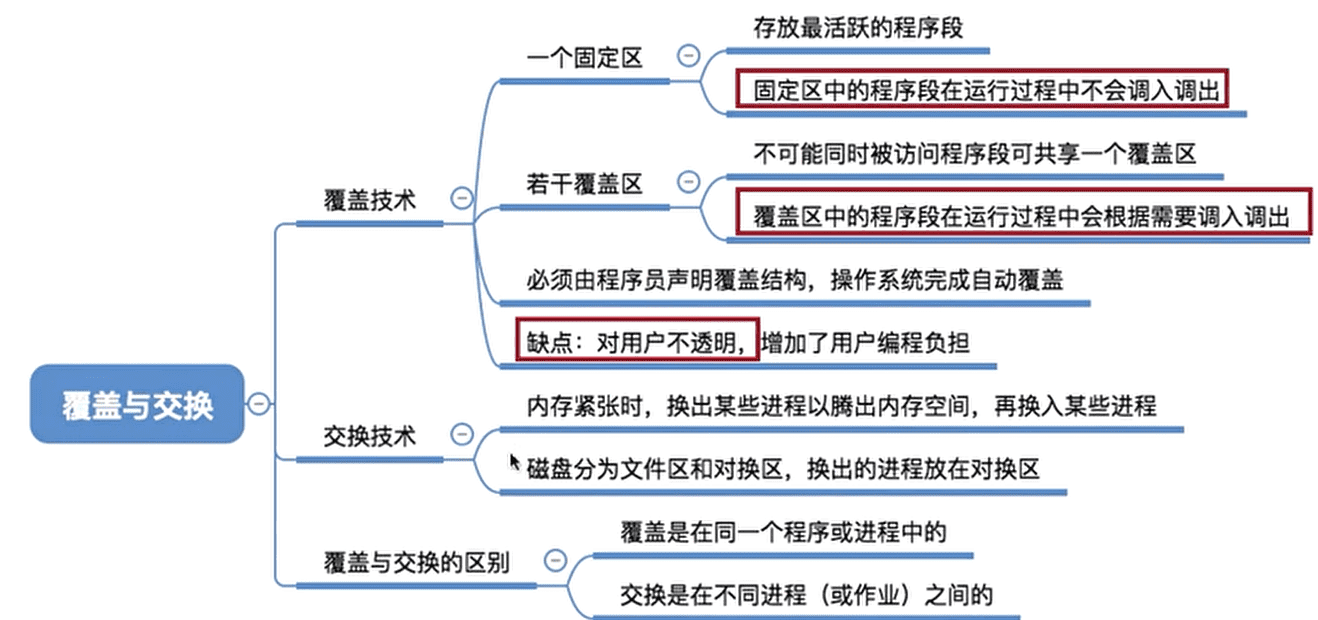 存放最活跃的程序段
一个固定区
固定区中的程序段在运行过程中不会调入调出
不可能同时被访问程序段可共享一个覆盖区
若干覆盖区
覆盖技术
覆盖区中的程序段在运行过程中会根据需要调入调出
必须由程序员声明覆盖结构，操作系统完成自动覆盖
缺点：对用户不透明，增加了用户编程负担
覆盖与交换
内存紧张时，换出某些进程以腾出内存空间，再换入某些进程
交换技术
磁盘分为文件区和对换区，换出的进程放在对换区
覆盖是在同一个程序或进程中的
覆盖与交换的区别
交换是在不同进程（或作业）之间的